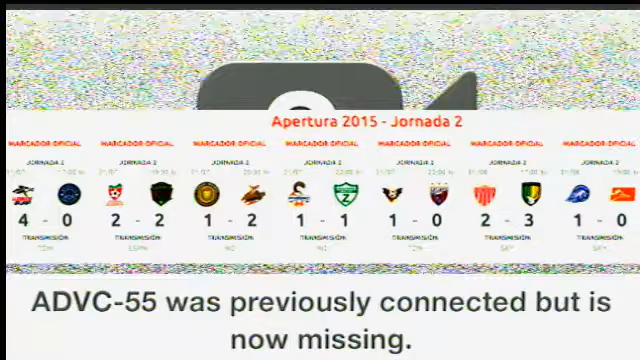 Apertura 2015 - Jornada 2
MARCADOR OFICIAL MARCADOR OFICIAL MARCADOR OFICIAL MARCADOR OFICIAL MARCADOR OFICIAL MARCADOR OFICIAL MARCADOR OFICIAL
JORNADA 2 JORNADA 2 JORNADA 2 JORNADA 2 JORNADA 2 JORNADA 2 JORNADA 2
4 - 0 2 - 2 1 - 2 1 - 1 1 - 0 2 - 3 1 - 0
TRANSMISIÓN: TRANSMISIÓN: TRANSMISIÓN: TRANSMISIÓN: TRANSMISIÓN: TRANSMISIÓN: TRANSMISIÓN:
ADVC-55 was previously connected but is
now missing.